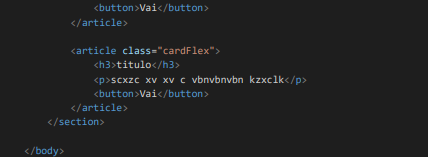 <button>Vai</button>
</article>
<article class="cardFlex">
<h3>titulo</h3>
<p>scxzc xv xv c vbnvbnvbn kzxclk</p>
<button>Vai</button>
</article>
</section>
</body>